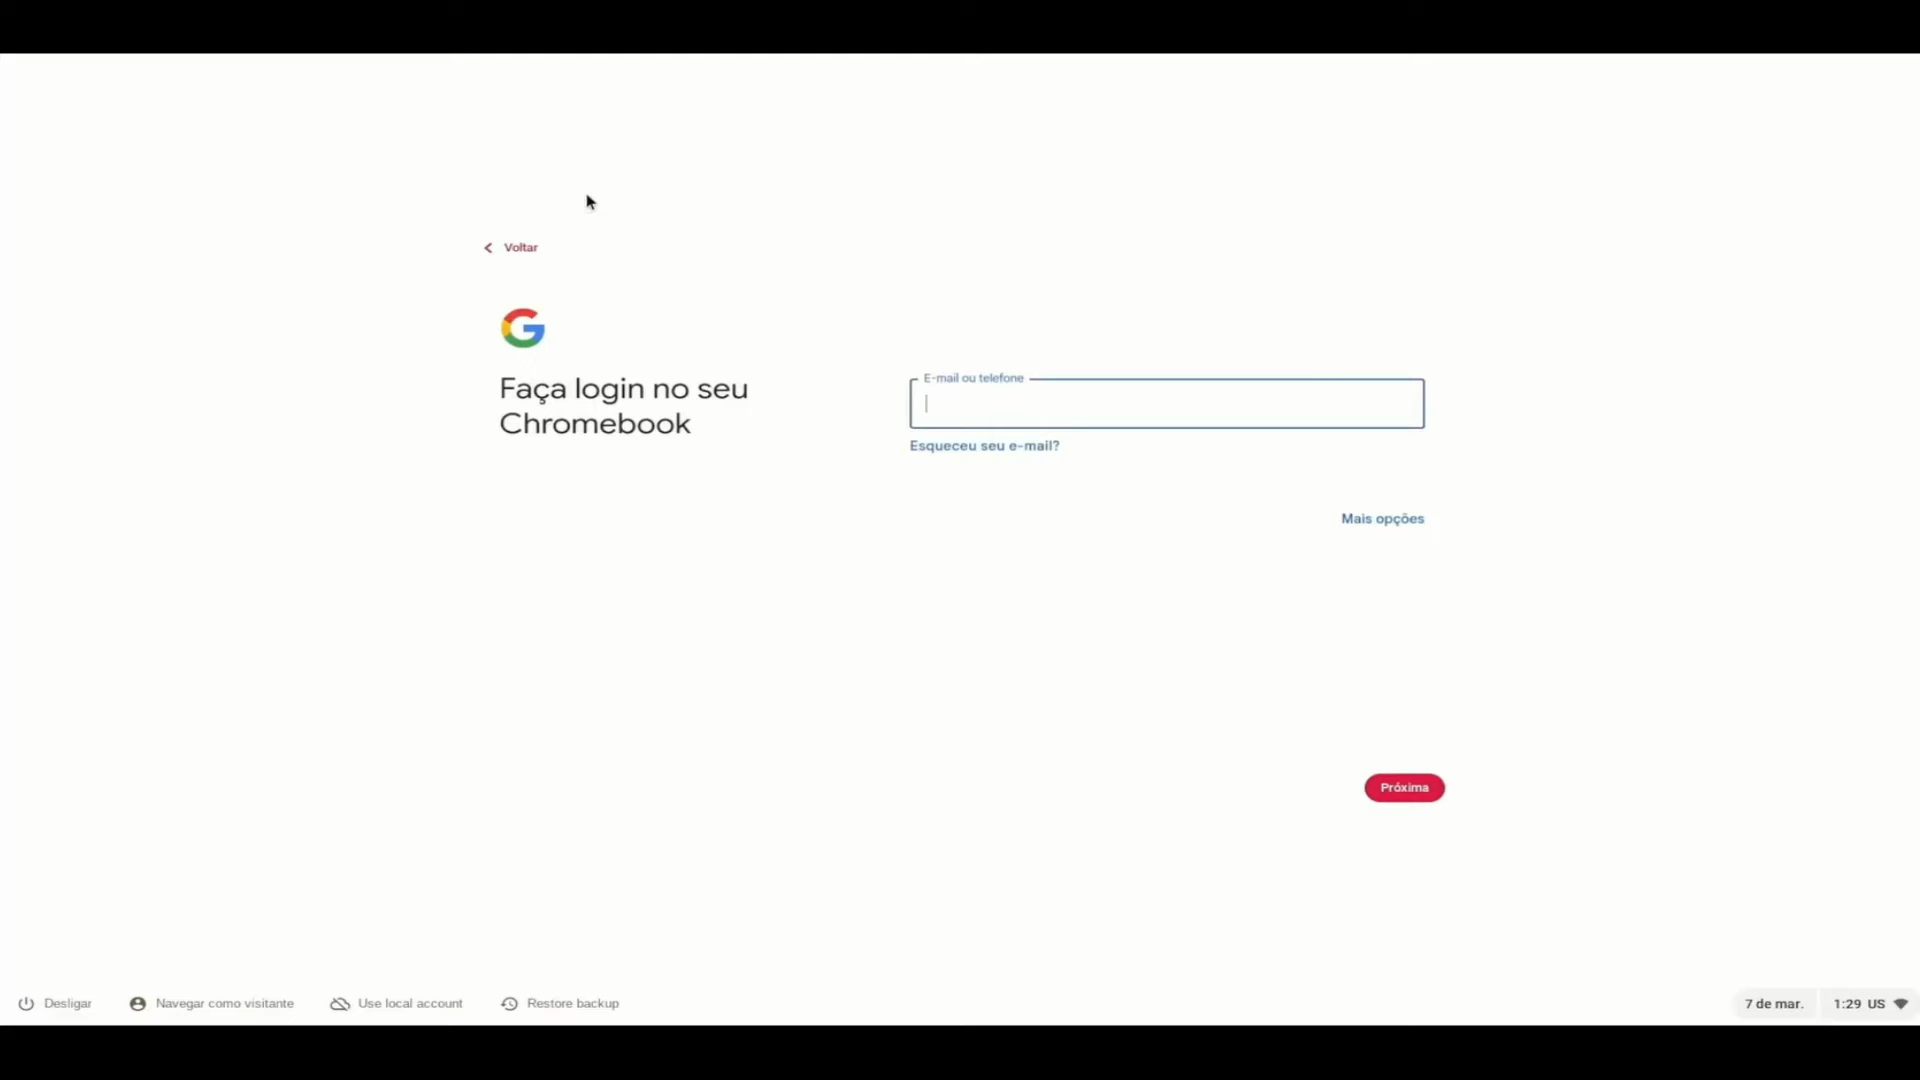 Voltar
Faça login no seu
Chromebook
E-mail ou telefone
Esqueceu seu e-mail?
Mais opções
Próxima
Desligar
Navegar como visitante
Use local account
Restore backup
7 de mar.
1:29 US